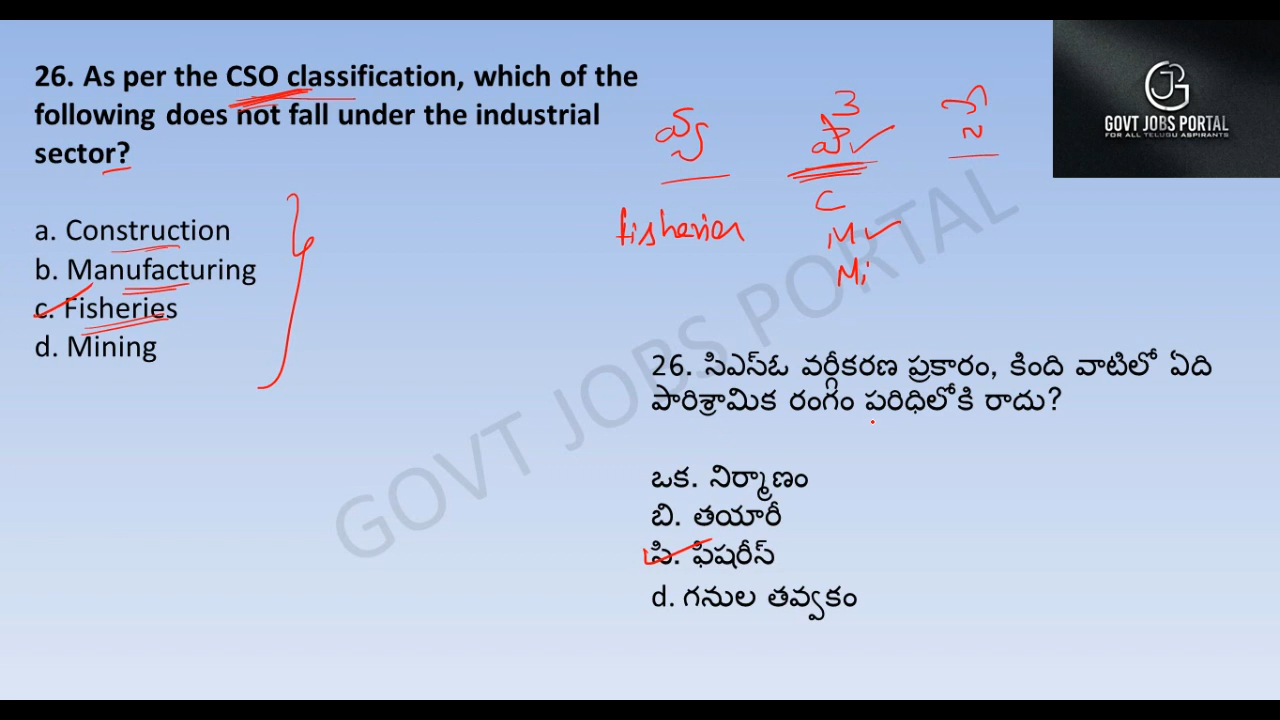 26. As per the CSO classification, which of the
following does not fall under the industrial
sector?
a. Construction
b. Manufacturing
c. Fisheries
d. Mining
3
వ్య
పా
సే
fisheries
C
M
Mi
GOVT JOBS PORTAL
FOR ALL TELUGU ASPIRANTS
GOVT JOBS PORTAL
26. సిఎస్ఓ వర్గీకరణ ప్రకారం, కింది వాటిలో ఏది
పారిశ్రామిక రంగం పరిధిలోకి రాదు?
ఒక. నిర్మాణం
బి. తయారీ
సి. ఫిషరీస్
d. గనుల తవ్వకం